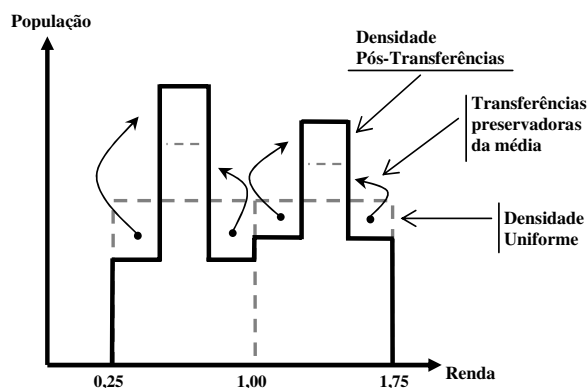 População
Densidade
Pós-Transferências
Transferências
preservadoras
da média
Densidade
Uniforme
0,25
1,00
1,75
Renda